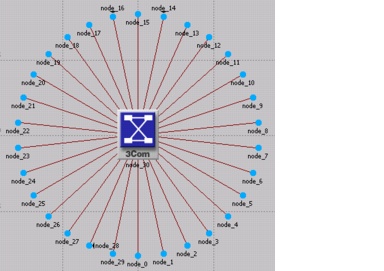 node_16
node_14
node_15
node_17
node_13
node_18
node_12
node_19
node_11
node_20
node_10
node_21
node_9
node_22
node_8
3Com
node_23
node_7
node_30
node_24
node_6
node_25
node_5
node_26
node_4
node_27
node_3
node_28
node_2
node_29
node_0
node_1